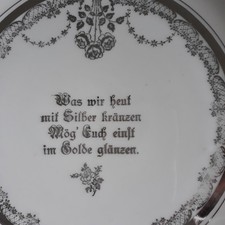 Was wir heut
mit Silber kränzen
Mög' Euch einst
im Golde glänzen.